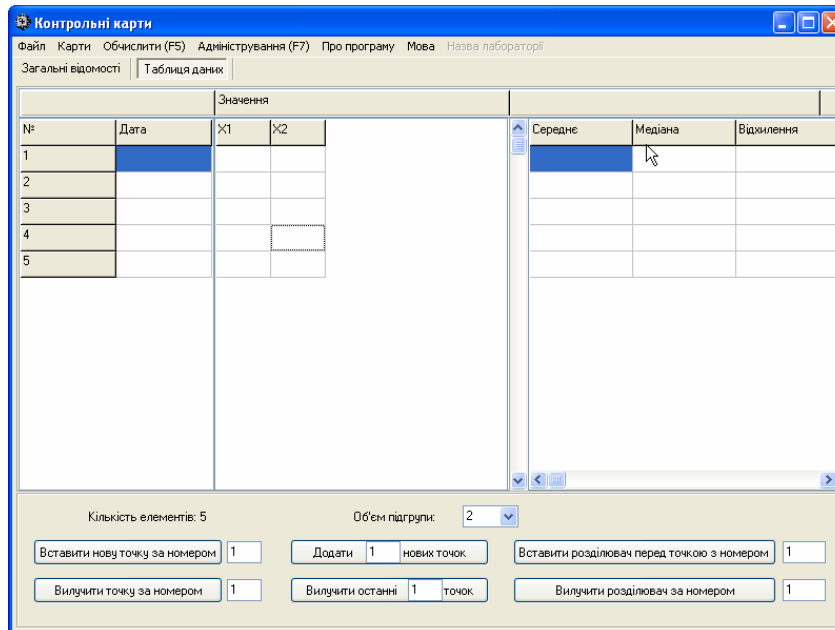 Контрольні карти
Файл Карти Обчислити (F5) Адміністрування (F7) Про програму Мова Назва лабораторії
Загальні відомості Таблиця даних
Значення
№ Дата X1 X2 Середнє Медіана Відхилення
1
2
3
4
5
Кількість елементів: 5 Об'єм підгрупи: 2
Вставити нову точку за номером 1 Додати 1 нових точок Вставити розділювач перед точкою з номером 1
Вилучити точку за номером 1 Вилучити останні 1 точок Вилучити розділювач за номером 1